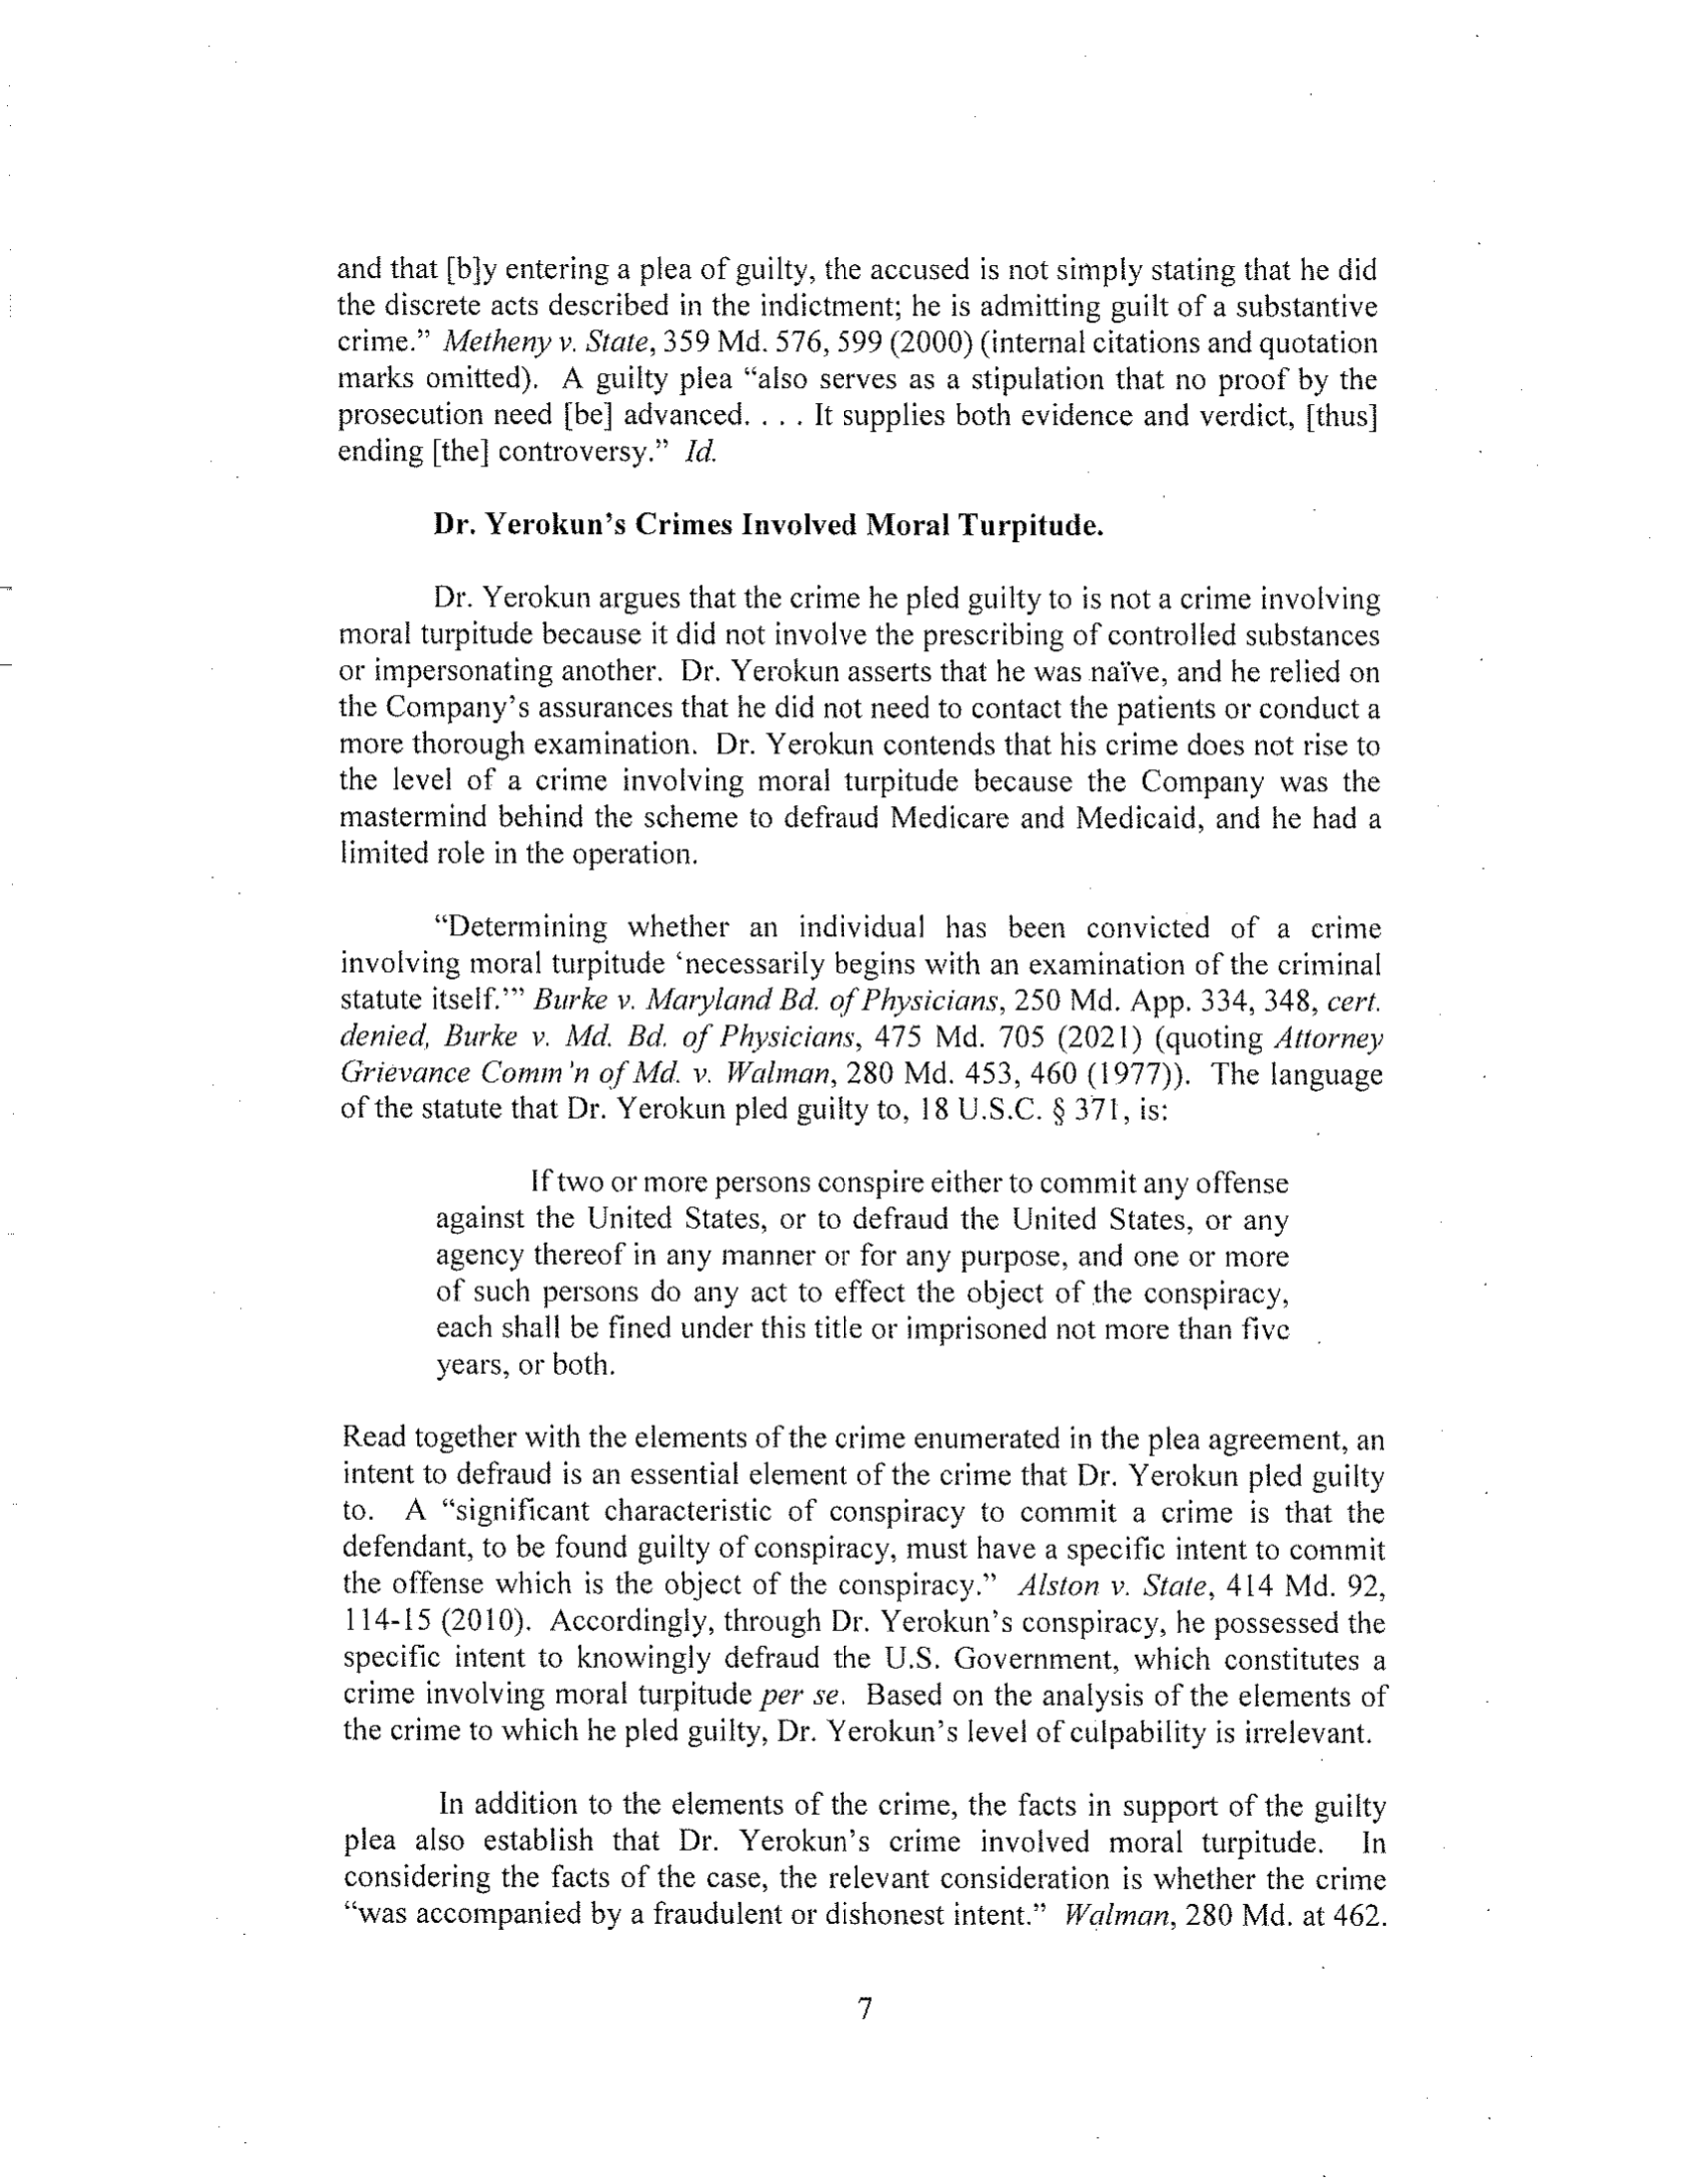 and that [b]y entering a plea of guilty, the accused is not simply stating that he did
the discrete acts described in the indictment; he is admitting guilt of a substantive
crime.” Metheny v. State, 359 Md. 576, 599 (2000) (internal citations and quotation
marks omitted). A guilty plea “also serves as a stipulation that no proof by the
prosecution need [be] advanced. . . . It supplies both evidence and verdict, [thus]
ending [the] controversy.” Id.
Dr. Yerokun’s Crimes Involved Moral Turpitude.
Dr. Yerokun argues that the crime he pled guilty to is not a crime involving
moral turpitude because it did not involve the prescribing of controlled substances
or impersonating another. Dr. Yerokun asserts that he was naïve, and he relied on
the Company’s assurances that he did not need to contact the patients or conduct a
more thorough examination. Dr. Yerokun contends that his crime does not rise to
the level of a crime involving moral turpitude because the Company was the
mastermind behind the scheme to defraud Medicare and Medicaid, and he had a
limited role in the operation.
“Determining whether an individual has been convicted of a crime
involving moral turpitude ‘necessarily begins with an examination of the criminal
statute itself.’” Burke v. Maryland Bd. of Physicians, 250 Md. App. 334, 348, cert.
denied, Burke v. Md. Bd. of Physicians, 475 Md. 705 (2021) (quoting Attorney
Grievance Comm’n of Md. v. Walman, 280 Md. 453, 460 (1977)). The language
of the statute that Dr. Yerokun pled guilty to, 18 U.S.C. § 371, is:
If two or more persons conspire either to commit any offense
against the United States, or to defraud the United States, or any
agency thereof in any manner or for any purpose, and one or more
of such persons do any act to effect the object of the conspiracy,
each shall be fined under this title or imprisoned not more than five
years, or both.
Read together with the elements of the crime enumerated in the plea agreement, an
intent to defraud is an essential element of the crime that Dr. Yerokun pled guilty
to. A “significant characteristic of conspiracy to commit a crime is that the
defendant, to be found guilty of conspiracy, must have a specific intent to commit
the offense which is the object of the conspiracy.” Alston v. State, 414 Md. 92,
114-15 (2010). Accordingly, through Dr. Yerokun’s conspiracy, he possessed the
specific intent to knowingly defraud the U.S. Government, which constitutes a
crime involving moral turpitude per se. Based on the analysis of the elements of
the crime to which he pled guilty, Dr. Yerokun’s level of culpability is irrelevant.
In addition to the elements of the crime, the facts in support of the guilty
plea also establish that Dr. Yerokun’s crime involved moral turpitude. In
considering the facts of the case, the relevant consideration is whether the crime
“was accompanied by a fraudulent or dishonest intent.” Walman, 280 Md. at 462.
7